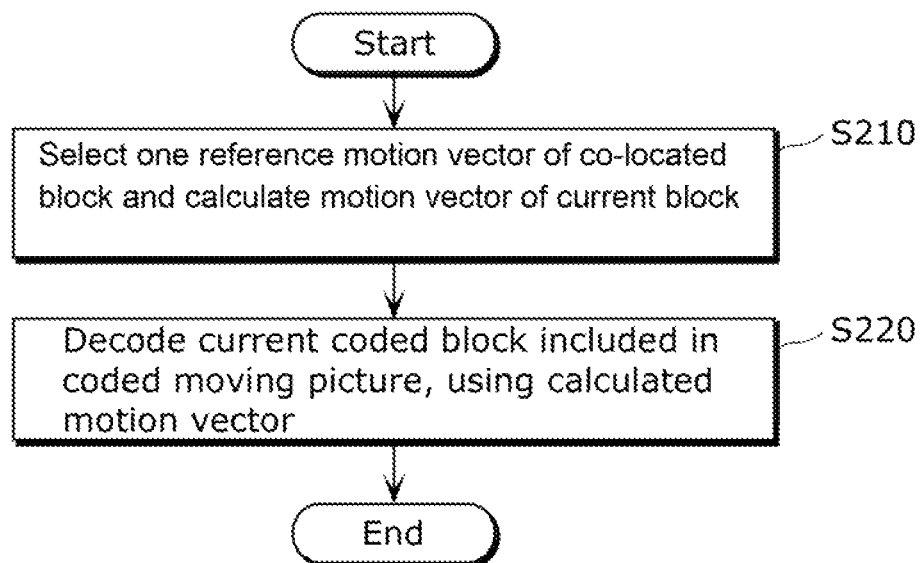 Start
S210
Select one reference motion vector of co-located
block and calculate motion vector of current block
S220
Decode current coded block included in
coded moving picture, using calculated
motion vector
End